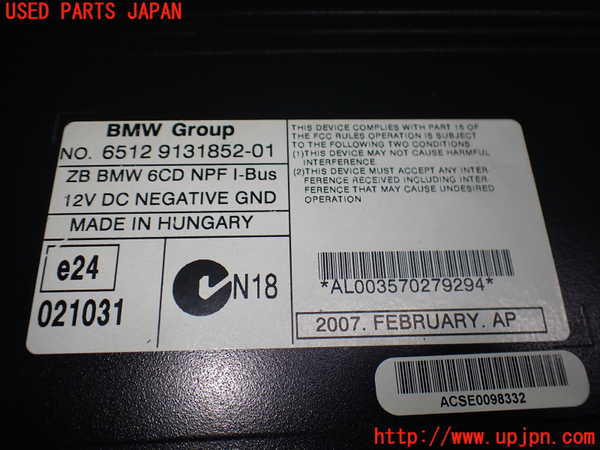 USED PARTS JAPAN
BMW Group
NO. 6512 9131852-01
ZB BMW 6CD NPF I-Bus
12V DC NEGATIVE GND
MADE IN HUNGARY
e24
021031
N18
THIS DEVICE COMPLIES WITH PART 15 OF
THE FCC RULES OPERATION IS SUBJECT
TO THE FOLLOWING TWO CONDITIONS.
(1)THIS DEVICE MAY NOT CAUSE HARMFUL
INTERFERENCE.
(2)THIS DEVICE MUST ACCEPT ANY INTER-
FERENCE RECEIVED INCLUDING INTER-
FERENCE THAT MAY CAUSE UNDESIRED
OPERATION
*AL003570279294*
2007. FEBRUARY. AP
ACSE0098332
http://www.upjpn.com/